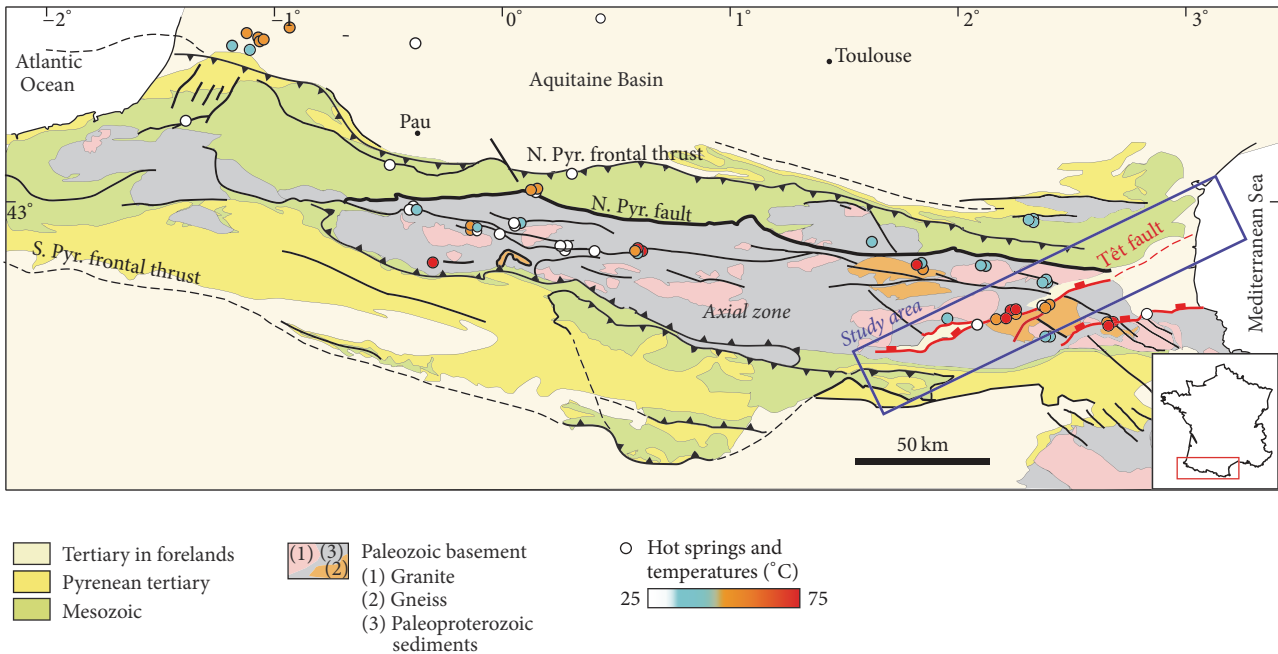 −2°
−1°
0°
1°
2°
3°
Atlantic
Ocean
Toulouse
Aquitaine Basin
Pau
N. Pyr. frontal thrust
43°
N. Pyr. fault
S. Pyr. frontal thrust
Têt fault
Mediterranean Sea
Axial zone
Study area
50 km
Tertiary in forelands
Pyrenean tertiary
Mesozoic
(1) (3)
(2)
Paleozoic basement
(1) Granite
(2) Gneiss
(3) Paleoproterozoic
sediments
Hot springs and
temperatures (°C)
25 75